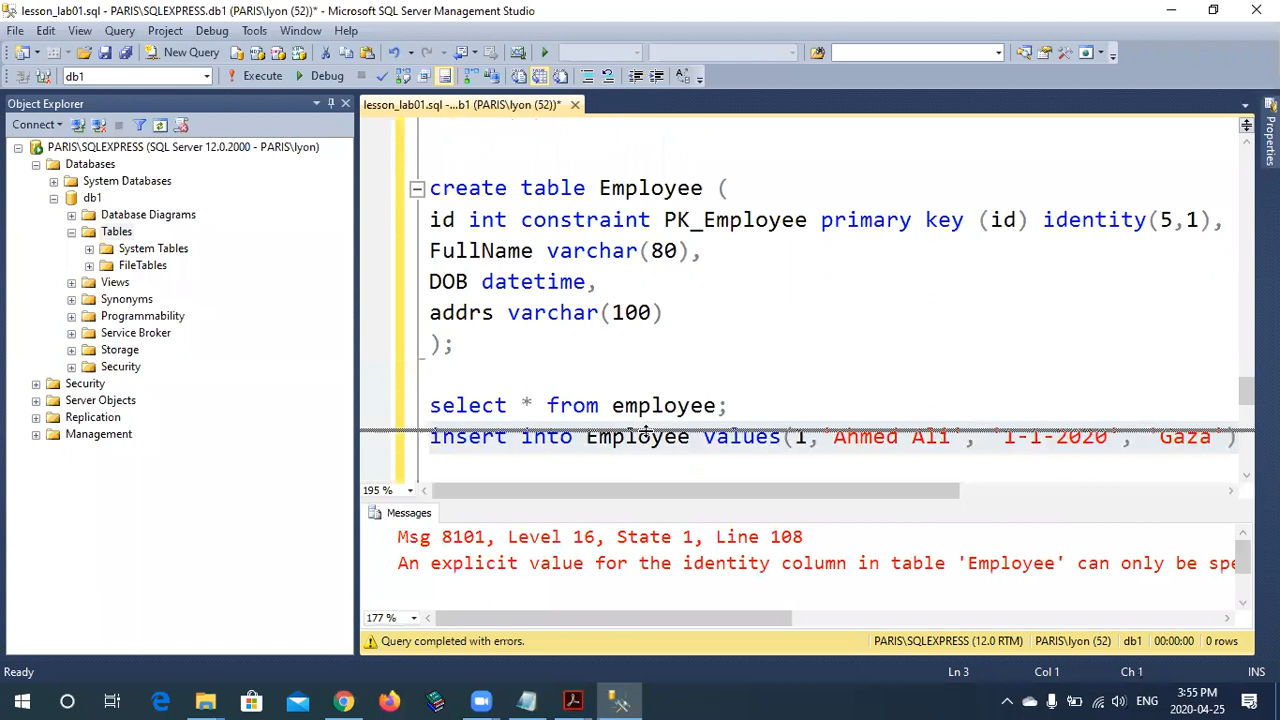 lesson_lab01.sql - PARIS\SQLEXPRESS.db1 (PARIS\lyon (52))* - Microsoft SQL Server Management Studio
File Edit View Query Project Debug Tools Window Help
New Query
db1 Execute Debug
Object Explorer
lesson_lab01.sql -...b1 (PARIS\lyon (52))*
Properties
Connect
PARIS\SQLEXPRESS (SQL Server 12.0.2000 - PARIS\lyon)
Databases
System Databases
db1
Database Diagrams
Tables
System Tables
FileTables
Views
Synonyms
Programmability
Service Broker
Storage
Security
Security
Server Objects
Replication
Management
create table Employee (
id int constraint PK_Employee primary key (id) identity(5,1),
FullName varchar(80),
DOB datetime,
addrs varchar(100)
);
select * from employee;
insert into Employee values(1,'Ahmed Ali', '1-1-2020', 'Gaza')
195 %
Messages
Msg 8101, Level 16, State 1, Line 108
An explicit value for the identity column in table 'Employee' can only be spe
177 %
Query completed with errors. PARIS\SQLEXPRESS (12.0 RTM) PARIS\lyon (52) db1 00:00:00 0 rows
Ready Ln 3 Col 1 Ch 1 INS
ENG 3:55 PM
2020-04-25